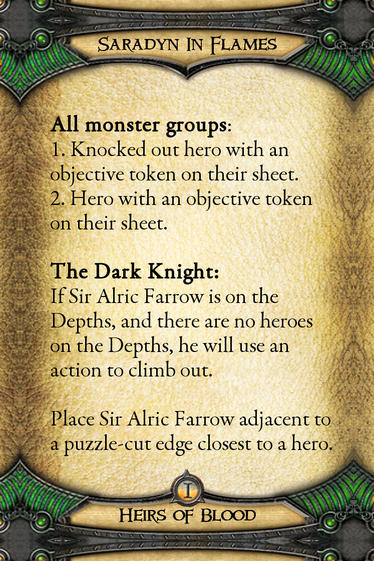 Saradyn In Flames
All monster groups:
1. Knocked out hero with an
objective token on their sheet.
2. Hero with an objective token
on their sheet.
The Dark Knight:
If Sir Alric Farrow is on the
Depths, and there are no heroes
on the Depths, he will use an
action to climb out.
Place Sir Alric Farrow adjacent to
a puzzle-cut edge closest to a hero.
I
Heirs of Blood